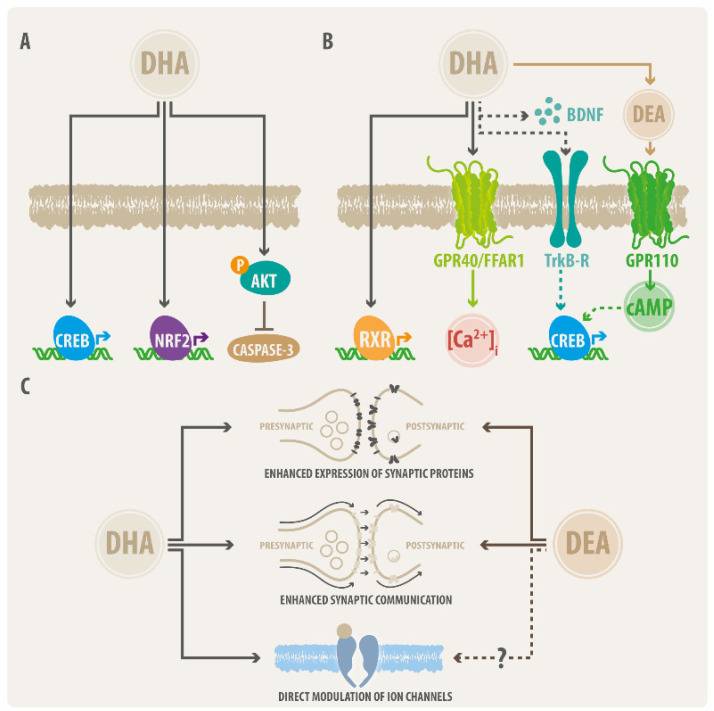 A
DHA
P
AKT
CREB
NRF2
CASPASE-3
B
DHA
BDNF
DEA
GPR40/FFAR1
TrkB-R
GPR110
cAMP
RXR
[Ca²⁺]ᵢ
CREB
C
PRESYNAPTIC
POSTSYNAPTIC
ENHANCED EXPRESSION OF SYNAPTIC PROTEINS
DHA
PRESYNAPTIC
POSTSYNAPTIC
DEA
ENHANCED SYNAPTIC COMMUNICATION
?
DIRECT MODULATION OF ION CHANNELS